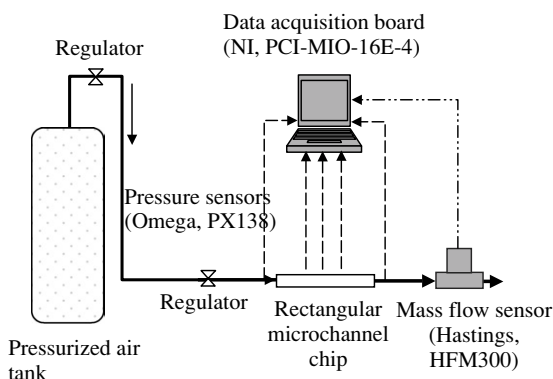 Data acquisition board
(NI, PCI-MIO-16E-4)
Regulator
Pressure sensors
(Omega, PX138)
Regulator
Rectangular
microchannel
chip
Mass flow sensor
(Hastings,
HFM300)
Pressurized air
tank